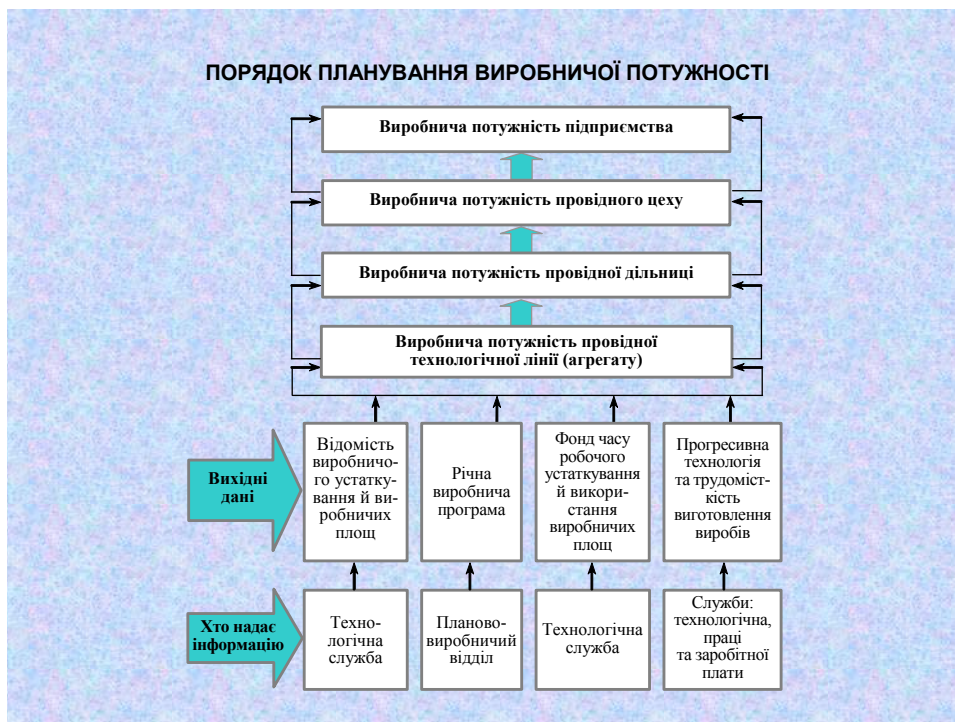 ПОРЯДОК ПЛАНУВАННЯ ВИРОБНИЧОЇ ПОТУЖНОСТІ
Виробнича потужність підприємства
Виробнича потужність провідного цеху
Виробнича потужність провідної дільниці
Виробнича потужність провідної
технологічної лінії (агрегату)
Вихідні
дані
Відомість
виробничо-
го устатку-
вання й ви-
робничих
площ
Річна
виробнича
програма
Фонд часу
робочого
устаткування
й викори-
стання
виробничих
площ
Прогресивна
технологія
та трудоміст-
кість
виготовлення
виробів
Хто надає
інформацію
Техно-
логічна
служба
Планово-
виробничий
відділ
Технологічна
служба
Служби:
технологічна,
праці
та заробітної
плати